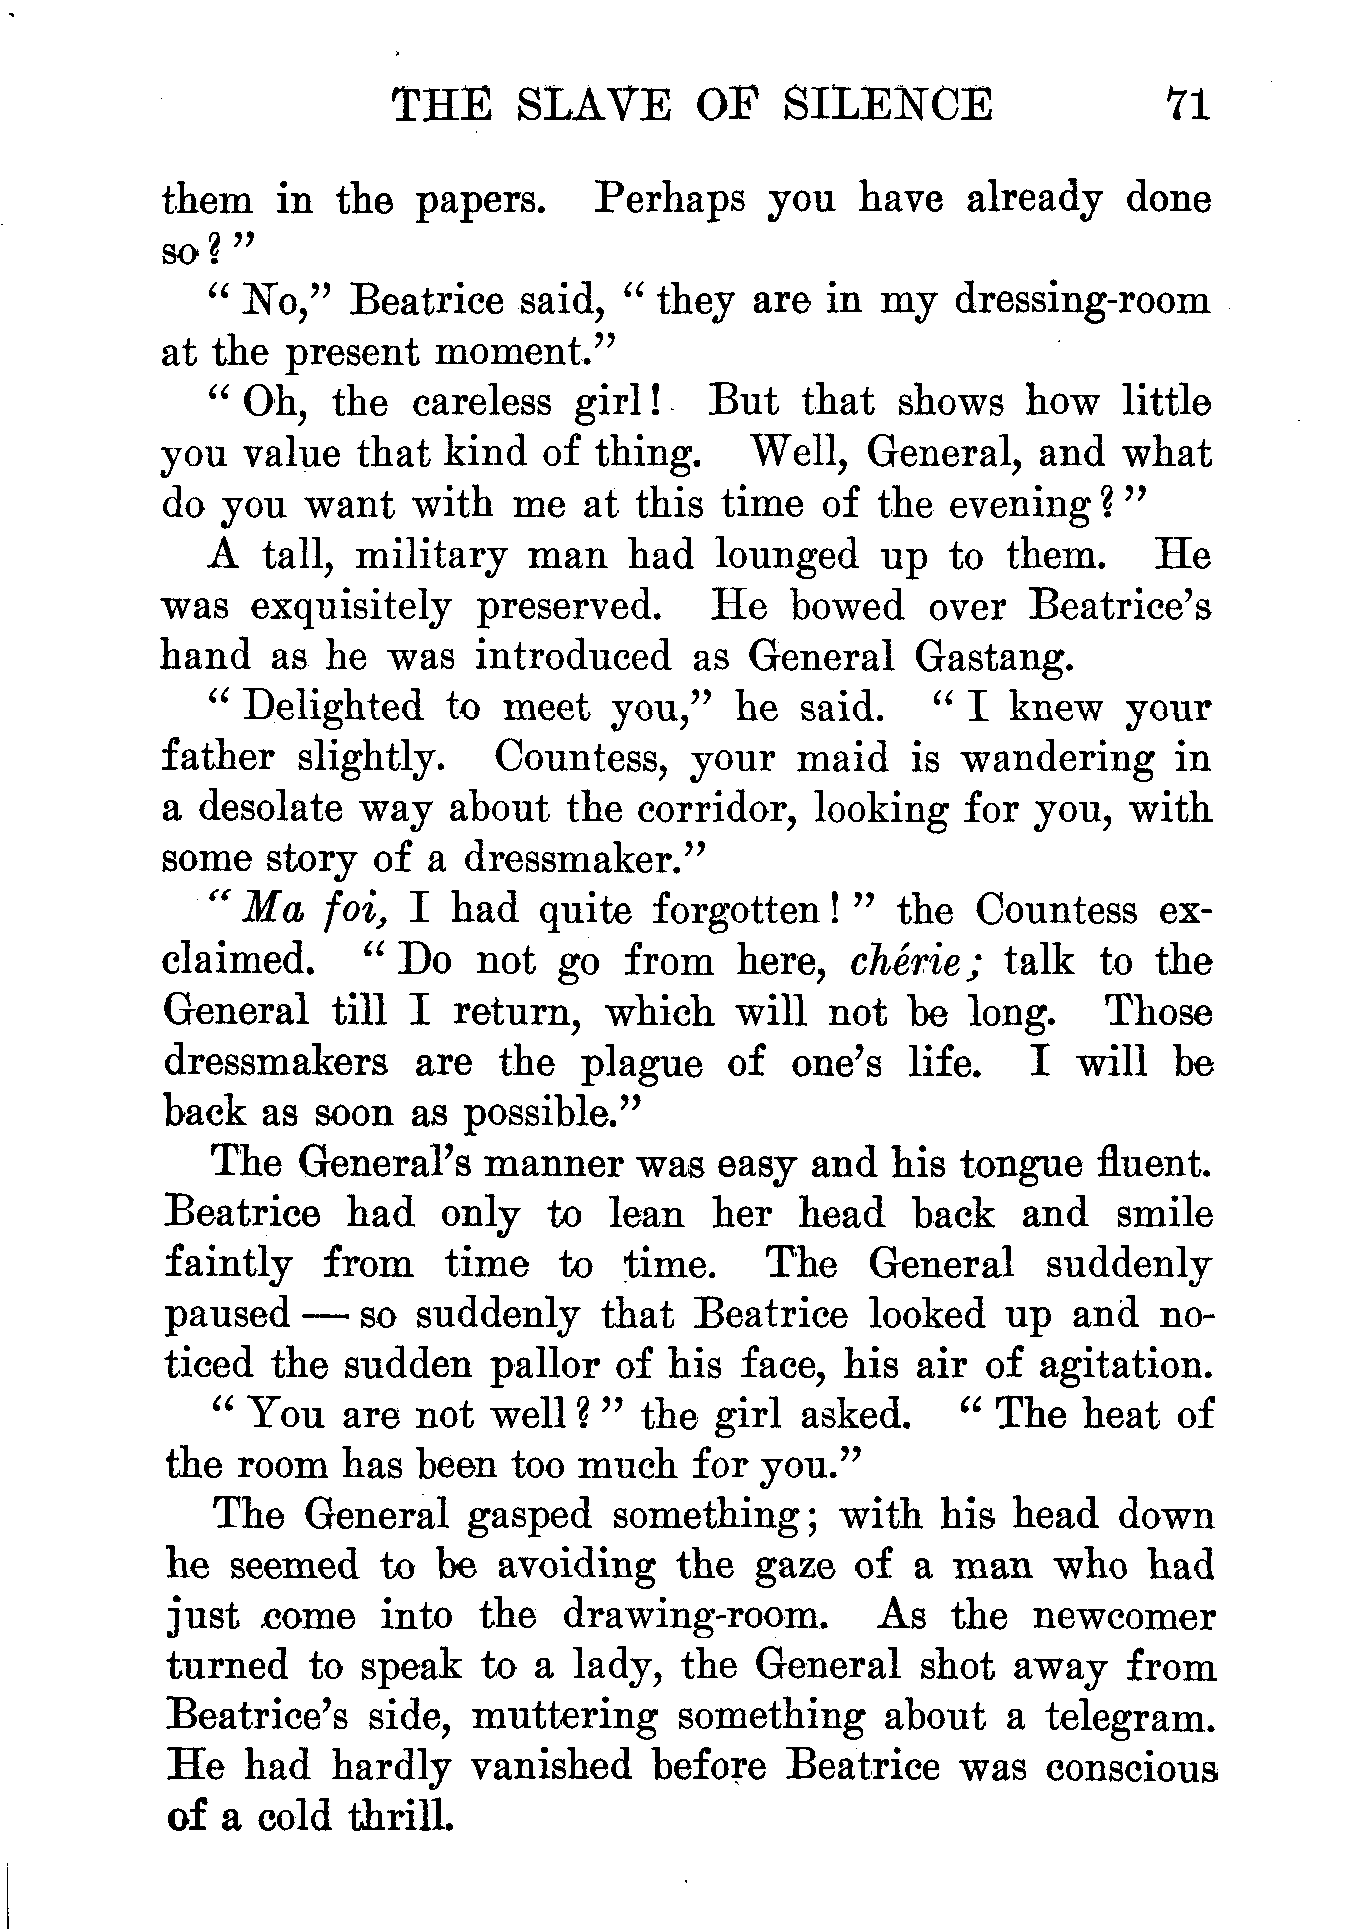 THE SLAVE OF SILENCE 71
them in the papers. Perhaps you have already done
so?"
"No," Beatrice said, "they are in my dressing-room
at the present moment."
"Oh, the careless girl! But that shows how little
you value that kind of thing. Well, General, and what
do you want with me at this time of the evening?"
A tall, military man had lounged up to them. He
was exquisitely preserved. He bowed over Beatrice's
hand as he was introduced as General Gastang.
"Delighted to meet you," he said. "I knew your
father slightly. Countess, your maid is wandering in
a desolate way about the corridor, looking for you, with
some story of a dressmaker."
"Ma foi, I had quite forgotten!" the Countess ex-
claimed. "Do not go from here, chérie; talk to the
General till I return, which will not be long. Those
dressmakers are the plague of one's life. I will be
back as soon as possible."
The General's manner was easy and his tongue fluent.
Beatrice had only to lean her head back and smile
faintly from time to time. The General suddenly
paused — so suddenly that Beatrice looked up and no-
ticed the sudden pallor of his face, his air of agitation.
"You are not well?" the girl asked. "The heat of
the room has been too much for you."
The General gasped something; with his head down
he seemed to be avoiding the gaze of a man who had
just come into the drawing-room. As the newcomer
turned to speak to a lady, the General shot away from
Beatrice's side, muttering something about a telegram.
He had hardly vanished before Beatrice was conscious
of a cold thrill.